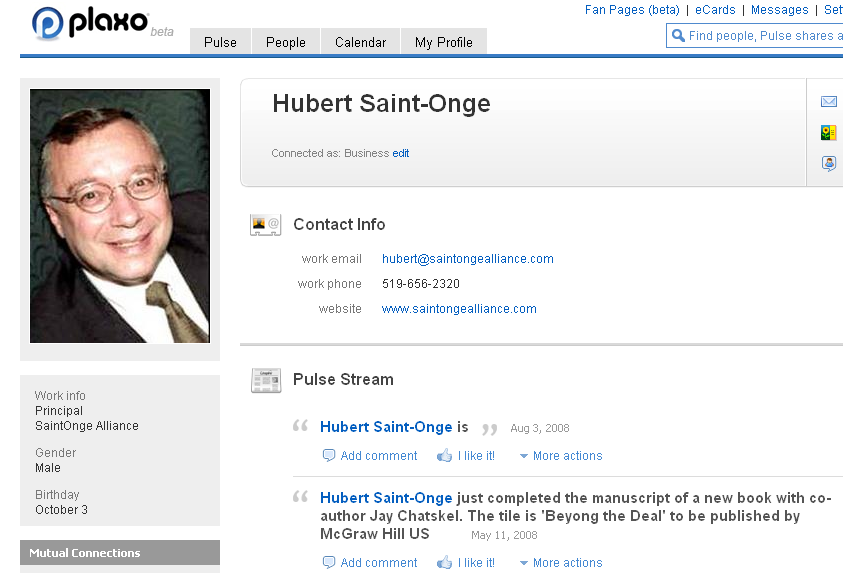 plaxo beta
Fan Pages (beta) | eCards | Messages | Set
Pulse People Calendar My Profile
Find people, Pulse shares a
Hubert Saint-Onge
Connected as: Business edit
Contact Info
work email hubert@saintongealliance.com
work phone 519-656-2320
website www.saintongealliance.com
Work info
Principal
SaintOnge Alliance
Gender
Male
Birthday
October 3
Mutual Connections
Pulse Stream
“ Hubert Saint-Onge is ” Aug 3, 2008
Add comment I like it! More actions
“ Hubert Saint-Onge just completed the manuscript of a new book with co-
author Jay Chatskel. The tile is 'Beyong the Deal' to be published by
McGraw Hill US May 11, 2008
Add comment I like it! More actions